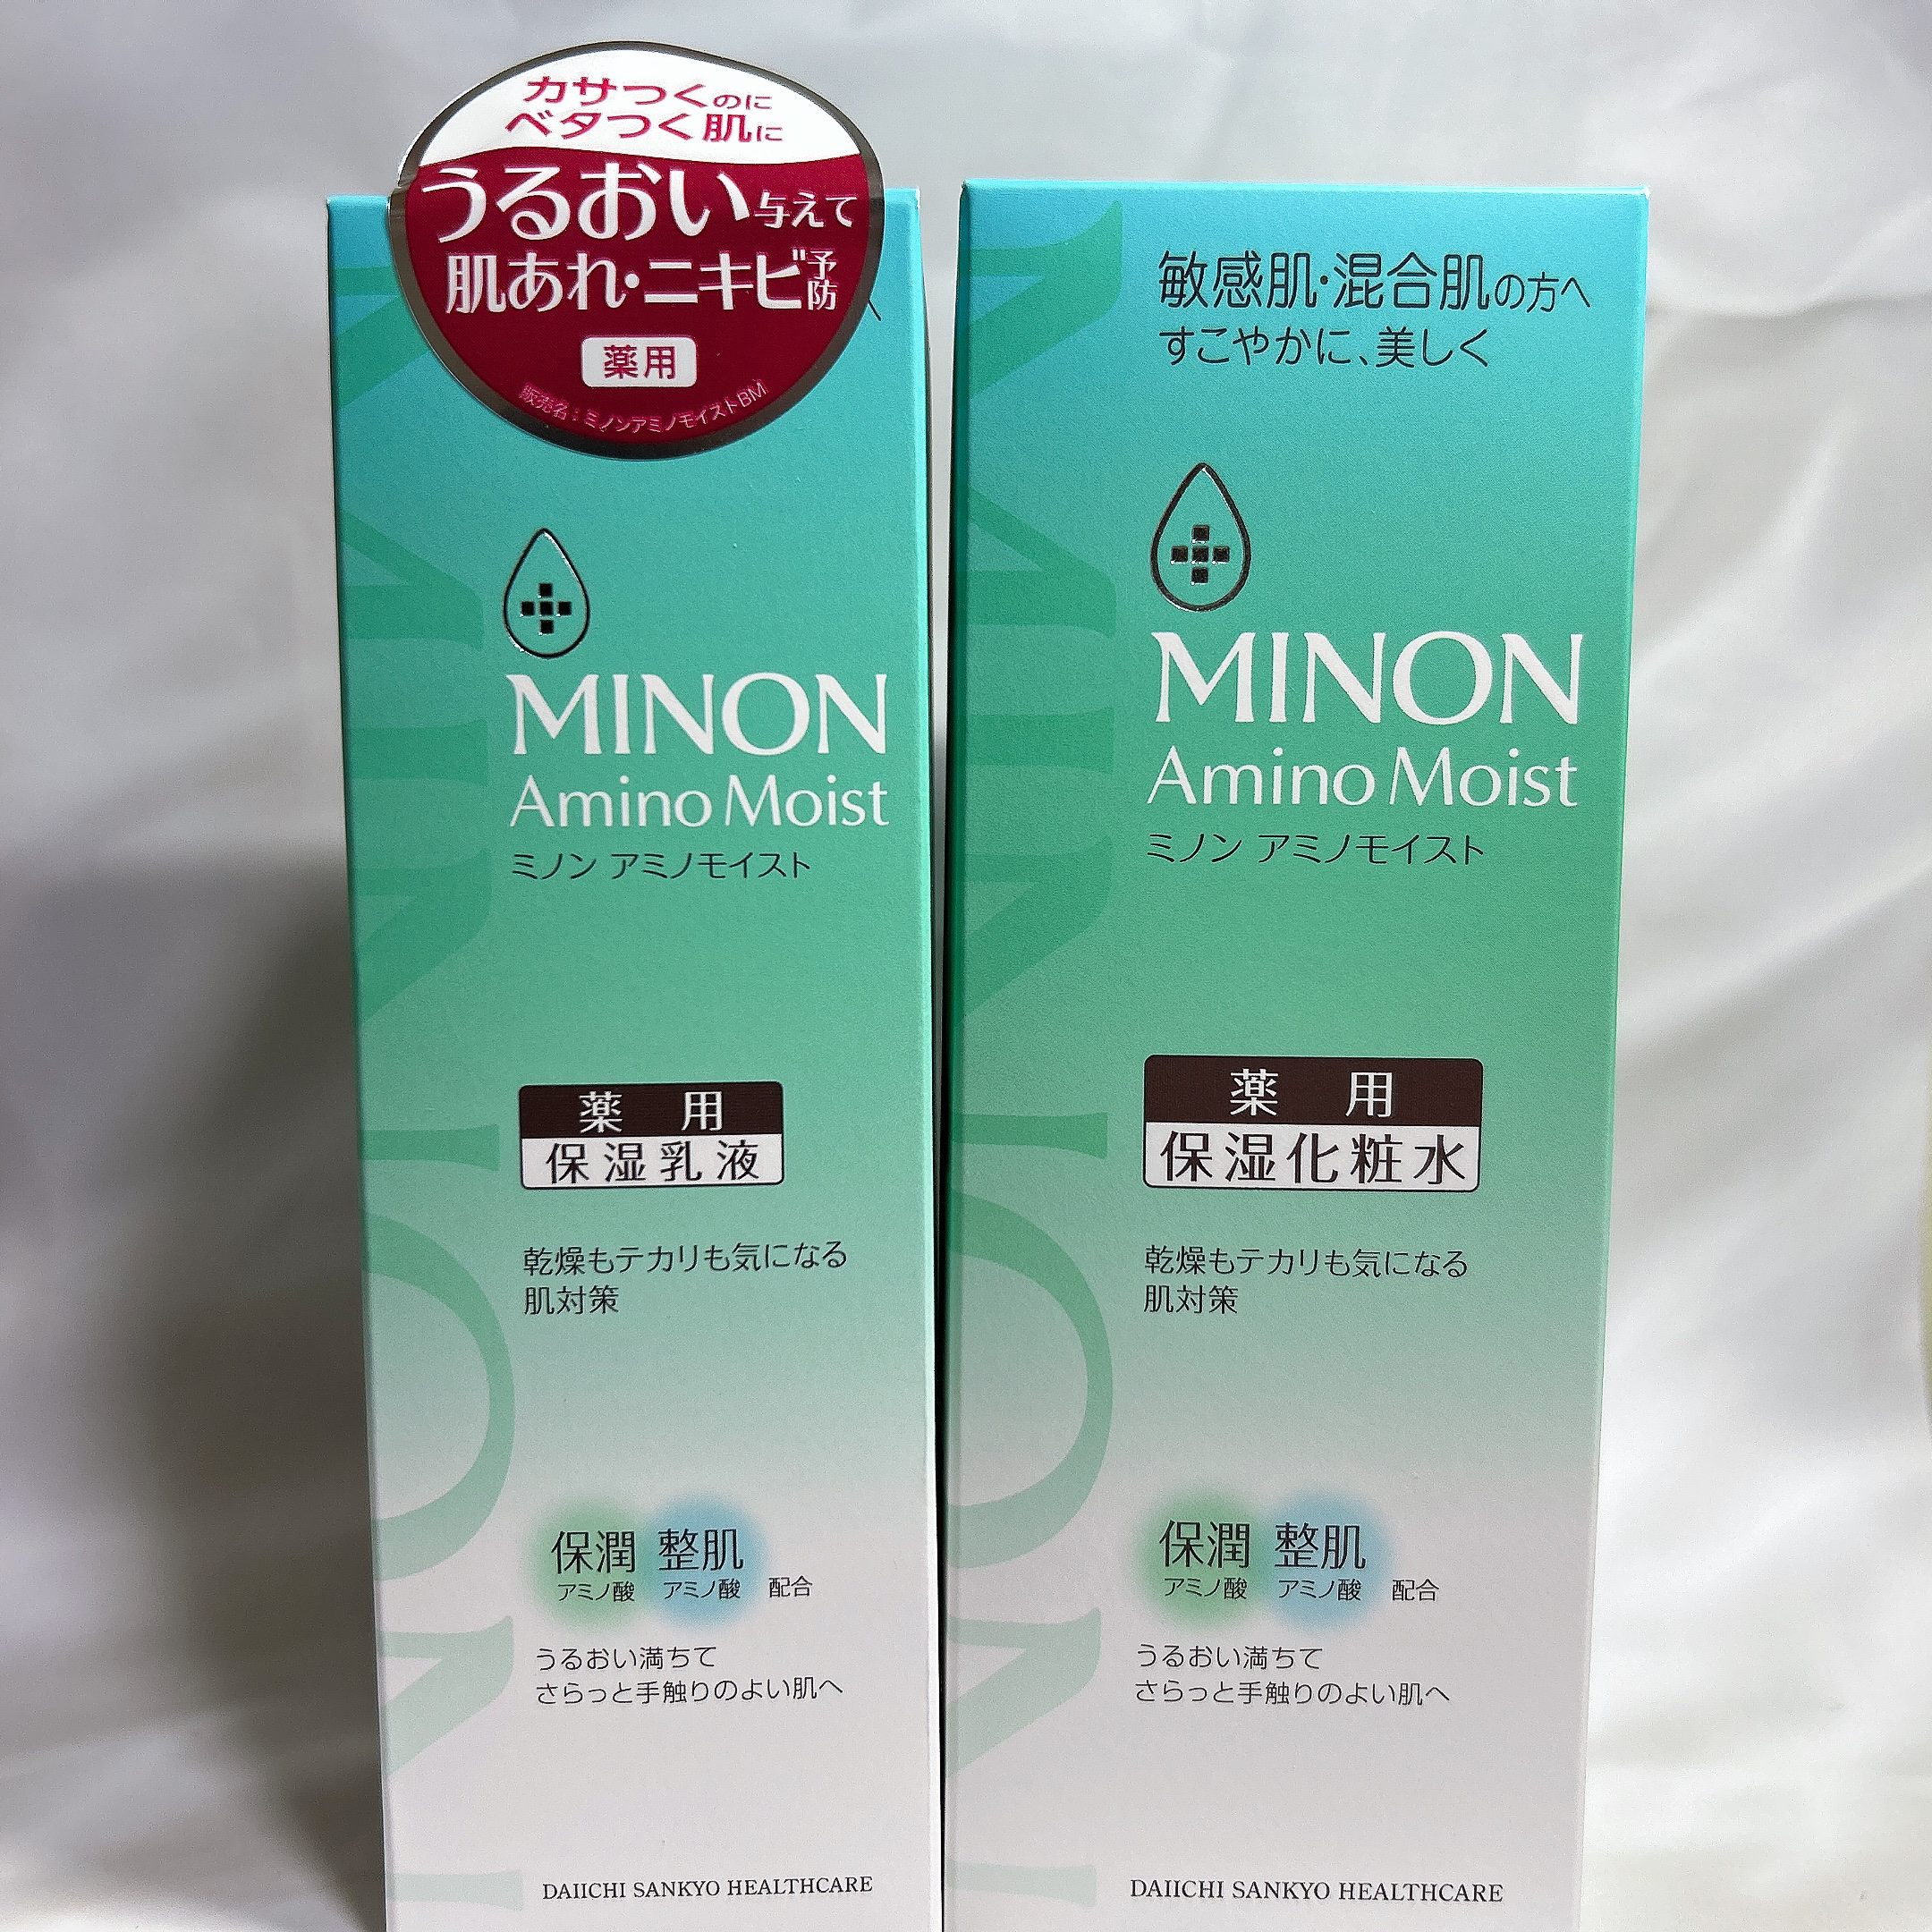 カサつくのに
ベタつく肌に
うるおい与えて
肌あれ・ニキビ予防
薬用
販売名：ミノンアミノモイストBM
MINON
Amino Moist
ミノン アミノモイスト
薬用
保湿乳液
乾燥もテカリも気になる
肌対策
保潤 整肌
アミノ酸 アミノ酸 配合
うるおい満ちて
さらっと手触りのよい肌へ
DAIICHI SANKYO HEALTHCARE
敏感肌・混合肌の方へ
すこやかに、美しく
MINON
Amino Moist
ミノン アミノモイスト
薬用
保湿化粧水
乾燥もテカリも気になる
肌対策
保潤 整肌
アミノ酸 アミノ酸 配合
うるおい満ちて
さらっと手触りのよい肌へ
DAIICHI SANKYO HEALTHCARE